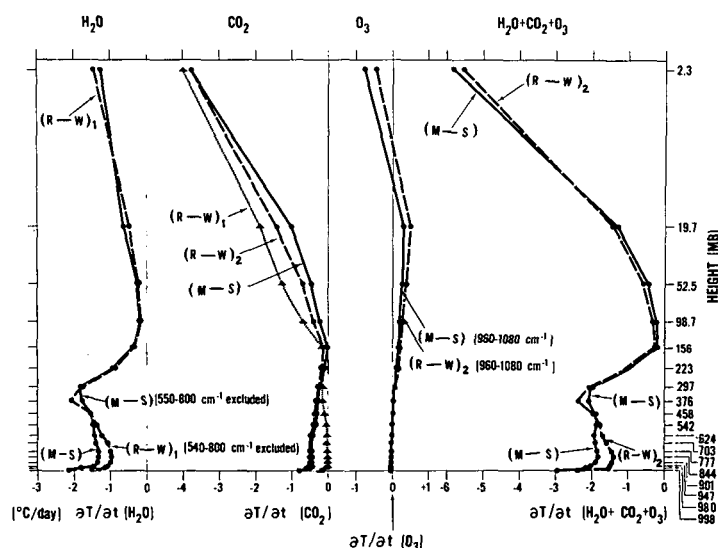 H₂O CO₂ O₃ H₂O+CO₂+O₃
2.3
(R—W)₁
(R—W)₂
(M—S)
(R—W)₁
(R—W)₂
(M—S)
19.7
52.5
98.7
156
223
297
376
458
542
624
703
777
844
901
947
980
998
HEIGHT (MB)
(M—S) (960-1080 cm⁻¹)
(R—W)₂ (960-1080 cm⁻¹)
(M—S) (550-800 cm⁻¹ excluded)
(M—S)
(R—W)₁ (540-800 cm⁻¹ excluded)
(M—S)
(M—S)
(R—W)₂
-3 -2 -1 0 -4 -3 -2 -1 0 -1 0 +1 -6 -5 -4 -3 -2 -1 0
(°C/day) ∂T/∂t (H₂O) ∂T/∂t (CO₂) ∂T/∂t (H₂O+ CO₂+O₃)
∂T/∂t (O₃)